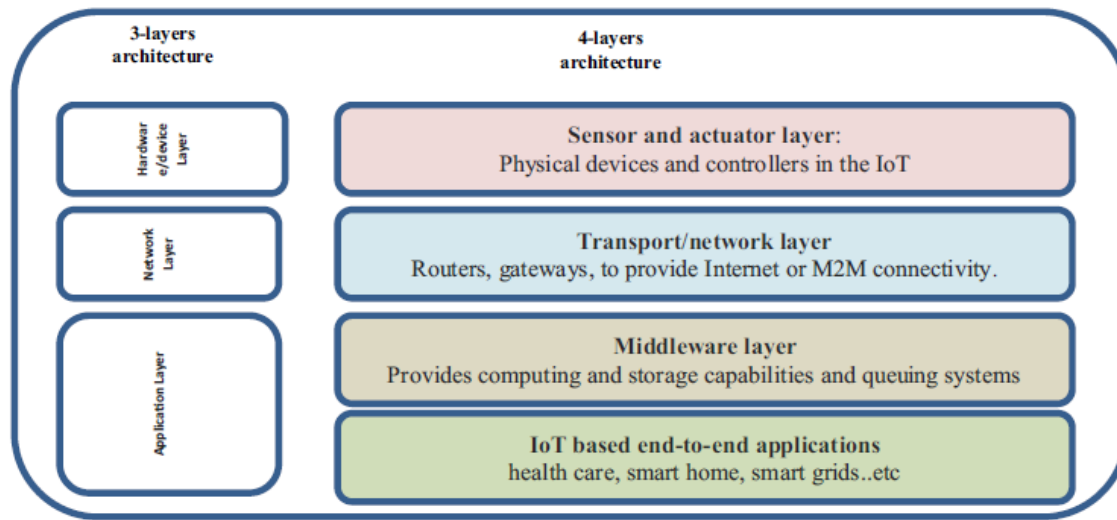 3-layers
architecture
4-layers
architecture
Hardwar
e/device
Layer
Sensor and actuator layer:
Physical devices and controllers in the IoT
Network
Layer
Transport/network layer
Routers, gateways, to provide Internet or M2M connectivity.
Application Layer
Middleware layer
Provides computing and storage capabilities and queuing systems
IoT based end-to-end applications
health care, smart home, smart grids..etc